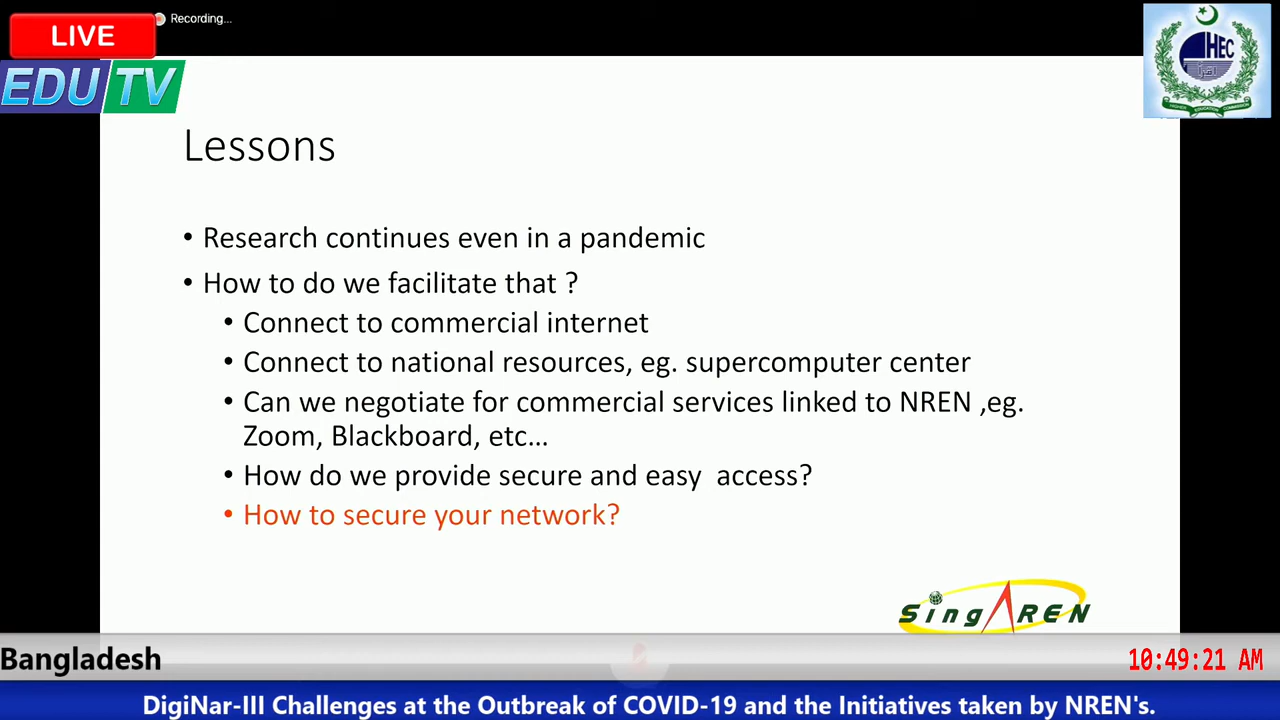 Recording...
LIVE
EDU TV
HEC
HIGHER EDUCATION COMMISSION
Lessons
• Research continues even in a pandemic
• How to do we facilitate that ?
• Connect to commercial internet
• Connect to national resources, eg. supercomputer center
• Can we negotiate for commercial services linked to NREN ,eg.
Zoom, Blackboard, etc...
• How do we provide secure and easy  access?
• How to secure your network?
SingAREN
Bangladesh
10:49:21 AM
DigiNar-III Challenges at the Outbreak of COVID-19 and the Initiatives taken by NREN's.